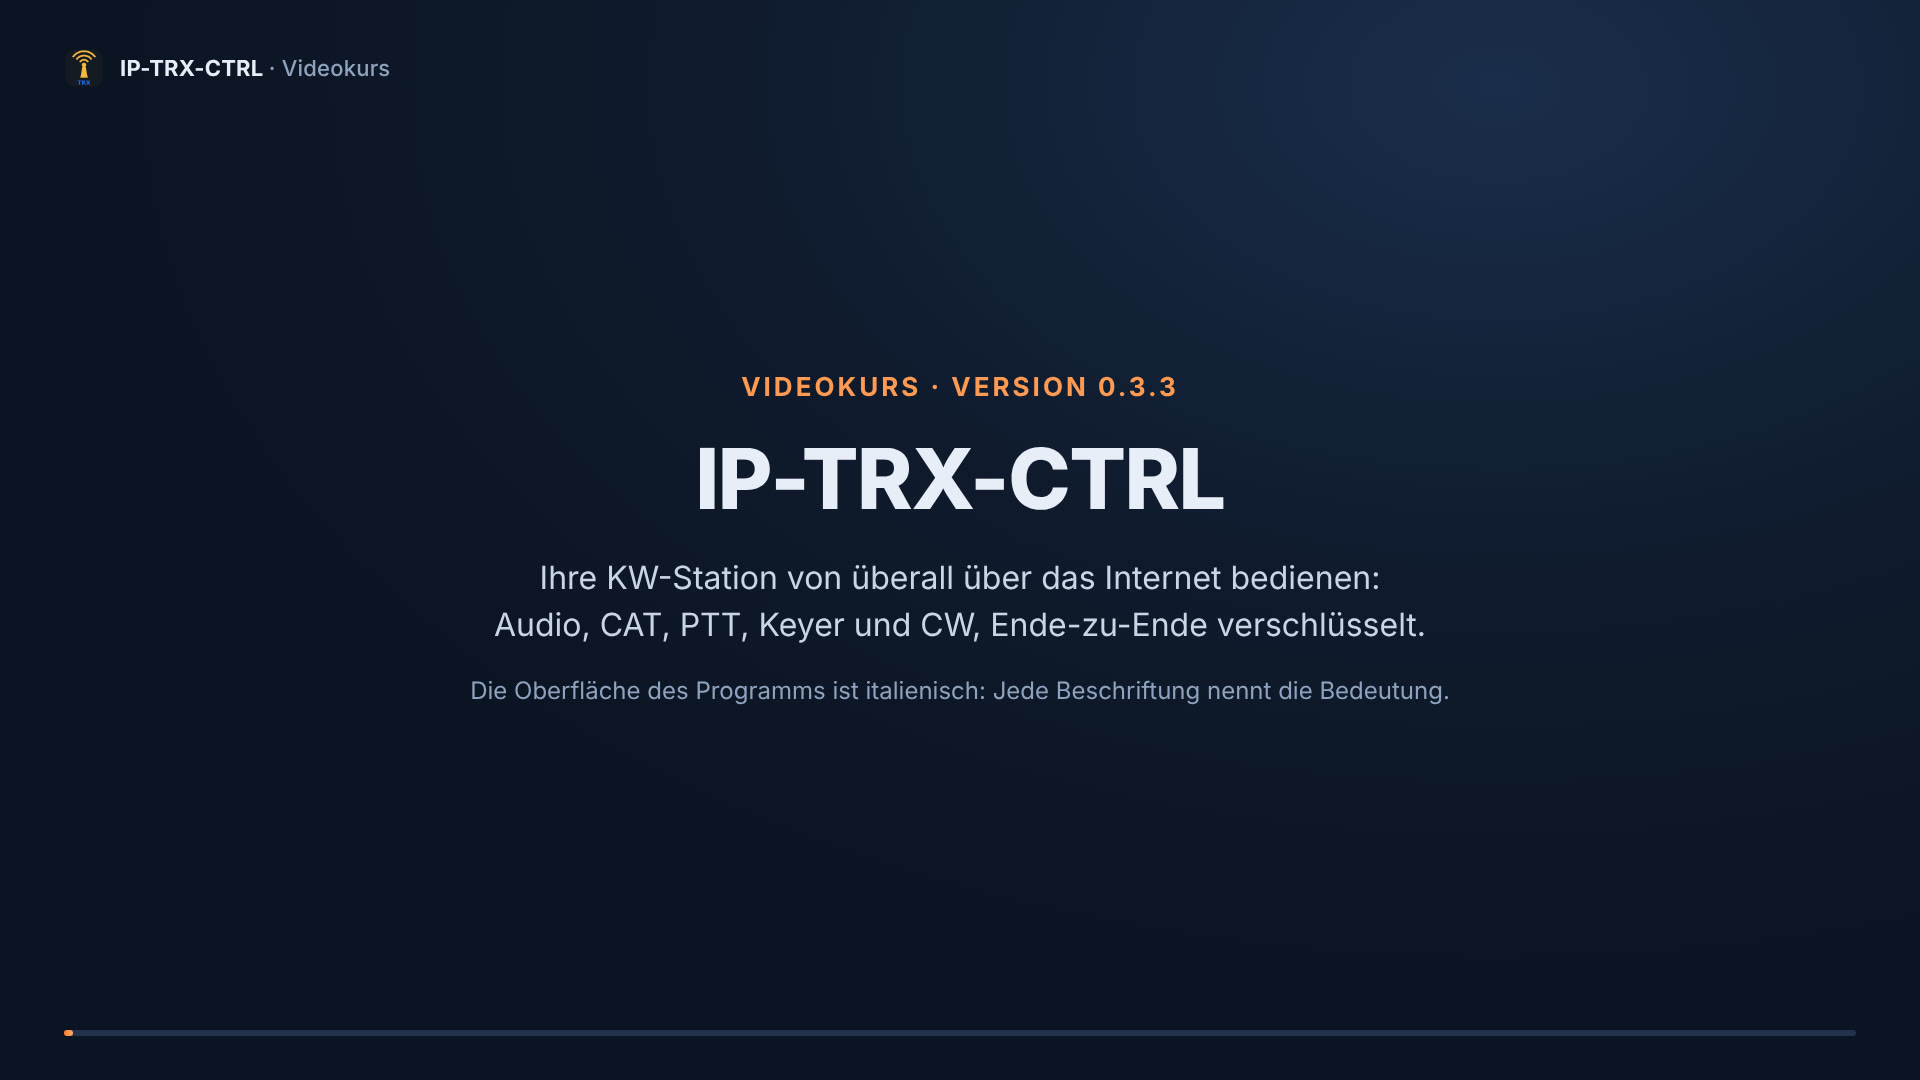 TRX
IP-TRX-CTRL · Videokurs
VIDEOKURS · VERSION 0.3.3
IP-TRX-CTRL
Ihre KW-Station von überall über das Internet bedienen:
Audio, CAT, PTT, Keyer und CW, Ende-zu-Ende verschlüsselt.
Die Oberfläche des Programms ist italienisch: Jede Beschriftung nennt die Bedeutung.